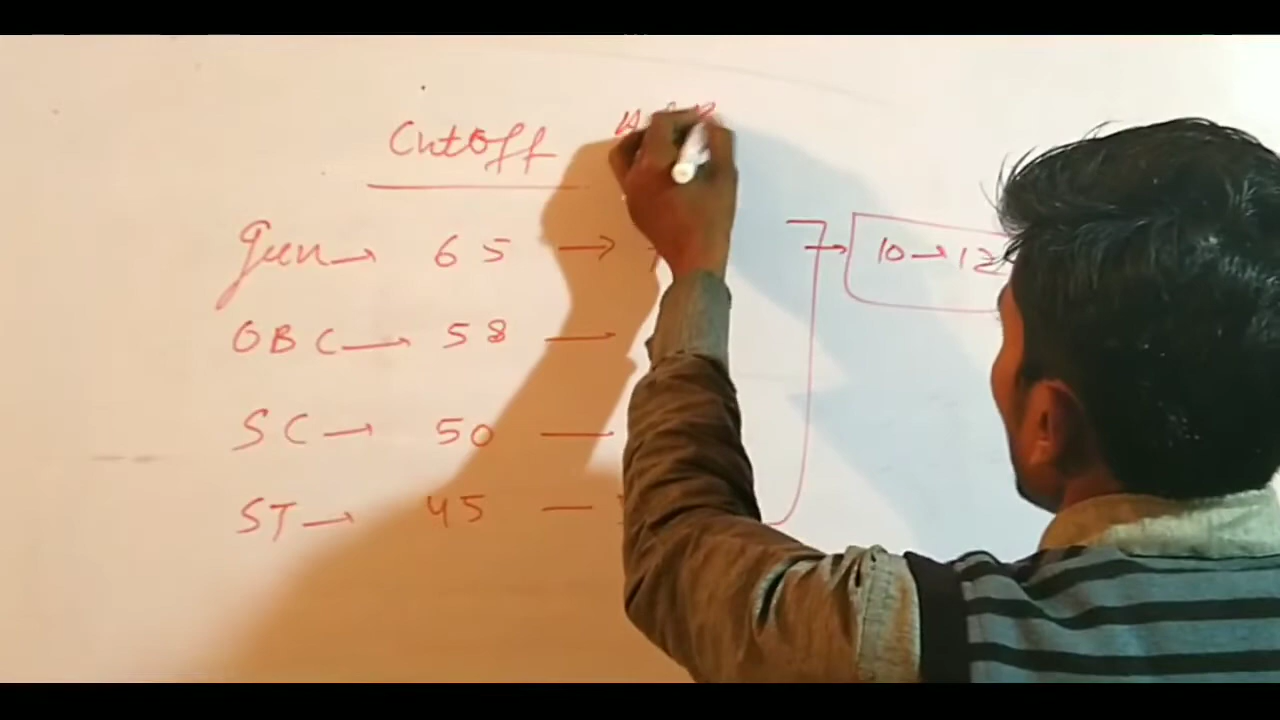 Cutoff
Gen → 65 → 10 → 12
OBC → 58 →
SC → 50 —
ST → 45 —